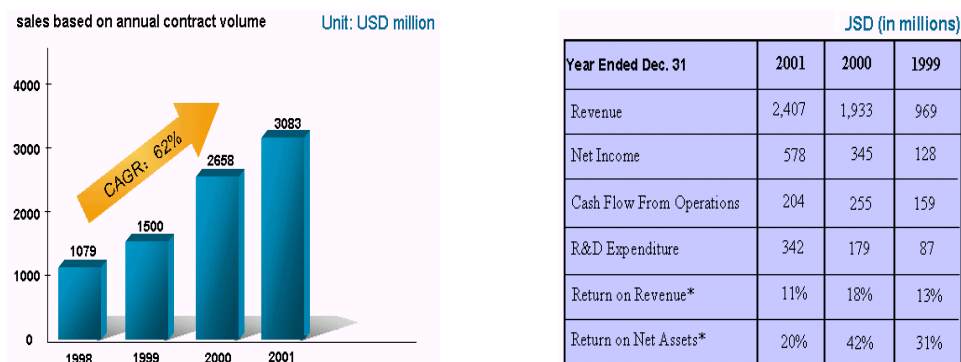 sales based on annual contract volume Unit: USD million
4000
3000
2000
1000
0
CAGR: 62%
1079
1500
2658
3083
1998 1999 2000 2001
JSD (in millions)
Year Ended Dec. 31 2001 2000 1999
Revenue 2,407 1,933 969
Net Income 578 345 128
Cash Flow From Operations 204 255 159
R&D Expenditure 342 179 87
Return on Revenue* 11% 18% 13%
Return on Net Assets* 20% 42% 31%